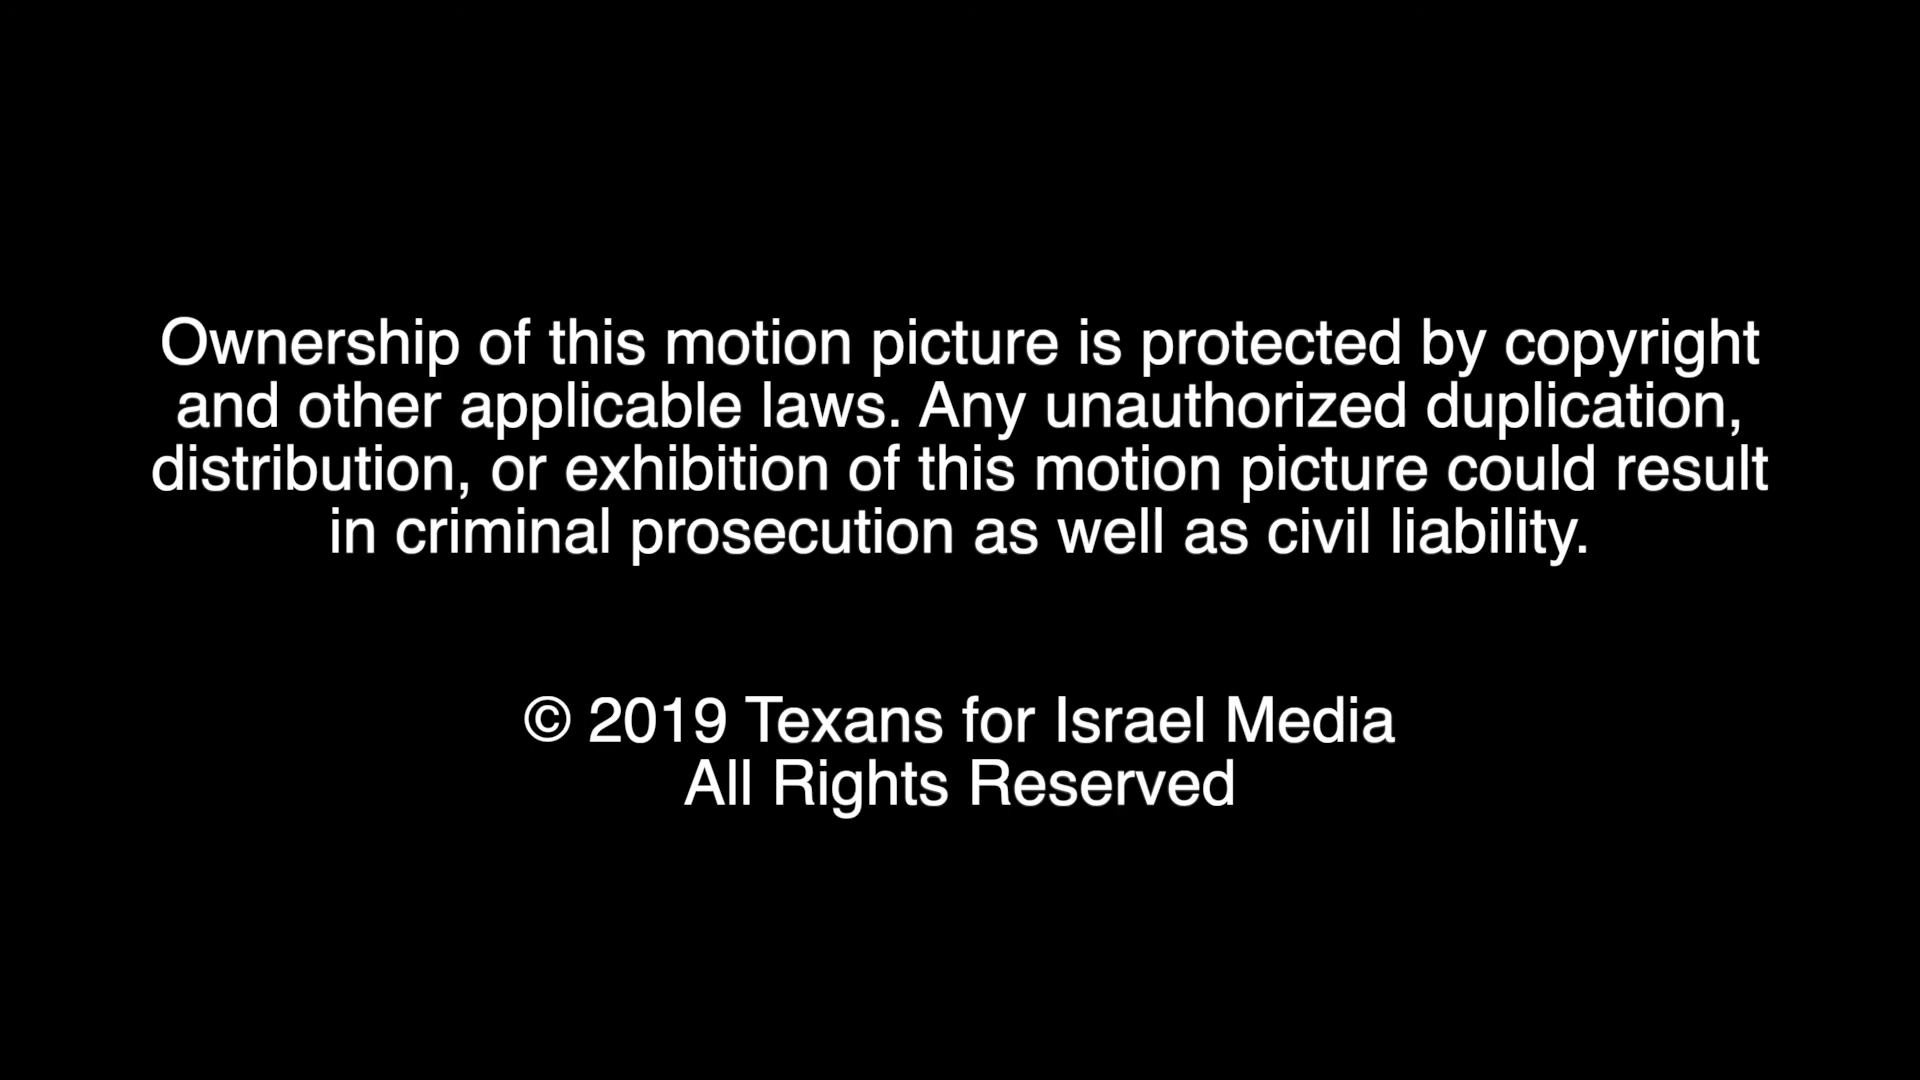 Ownership of this motion picture is protected by copyright
and other applicable laws. Any unauthorized duplication,
distribution, or exhibition of this motion picture could result
in criminal prosecution as well as civil liability.
© 2019 Texans for Israel Media
All Rights Reserved